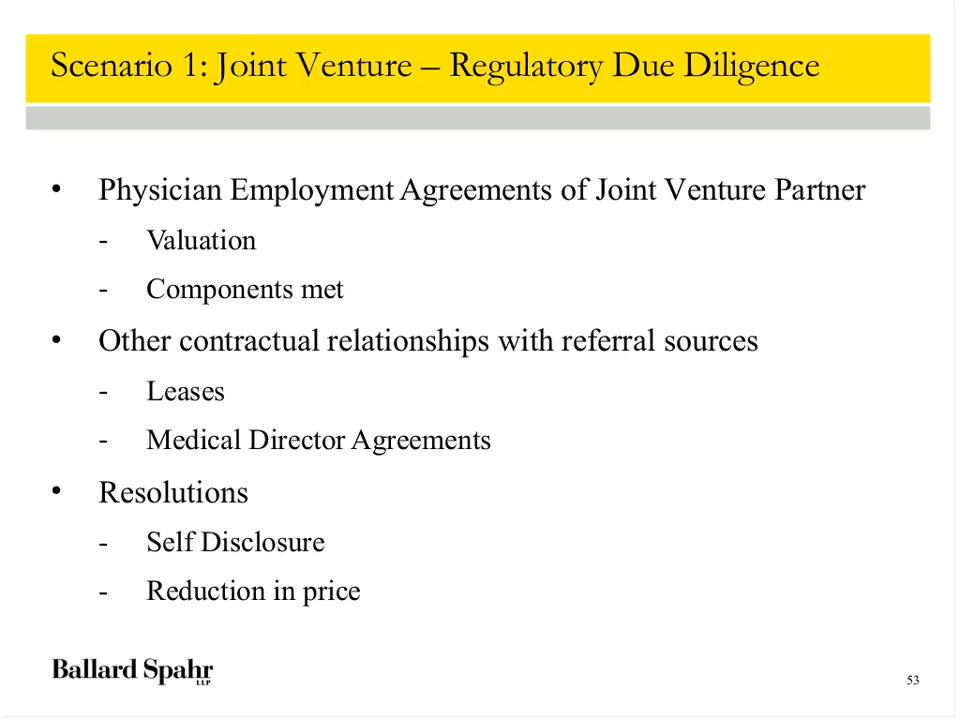 Scenario 1: Joint Venture – Regulatory Due Diligence
• Physician Employment Agreements of Joint Venture Partner
- Valuation
- Components met
• Other contractual relationships with referral sources
- Leases
- Medical Director Agreements
• Resolutions
- Self Disclosure
- Reduction in price
Ballard Spahr
LLP
53